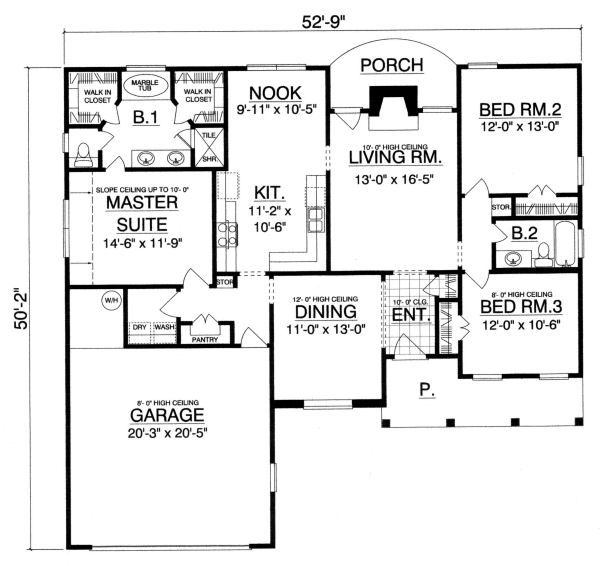 52'-9"
PORCH
WALK IN
CLOSET
MARBLE
TUB
WALK IN
CLOSET
B.1
TILE
SHR.
NOOK
9'-11" x 10'-5"
10'- 0" HIGH CEILING
LIVING RM.
13'-0" x 16'-5"
BED RM.2
12'-0" x 13'-0"
STOR.
B.2
SLOPE CEILING UP TO 10'- 0"
MASTER
SUITE
14'-6" x 11'-9"
KIT.
11'-2" x
10'-6"
STOR.
50'-2"
W/H
DRY
WASH
PANTRY
12'- 0" HIGH CEILING
DINING
11'-0" x 13'-0"
10'- 0" CLG.
ENT.
8'- 0" HIGH CEILING
BED RM.3
12'-0" x 10'-6"
P.
8'- 0" HIGH CEILING
GARAGE
20'-3" x 20'-5"